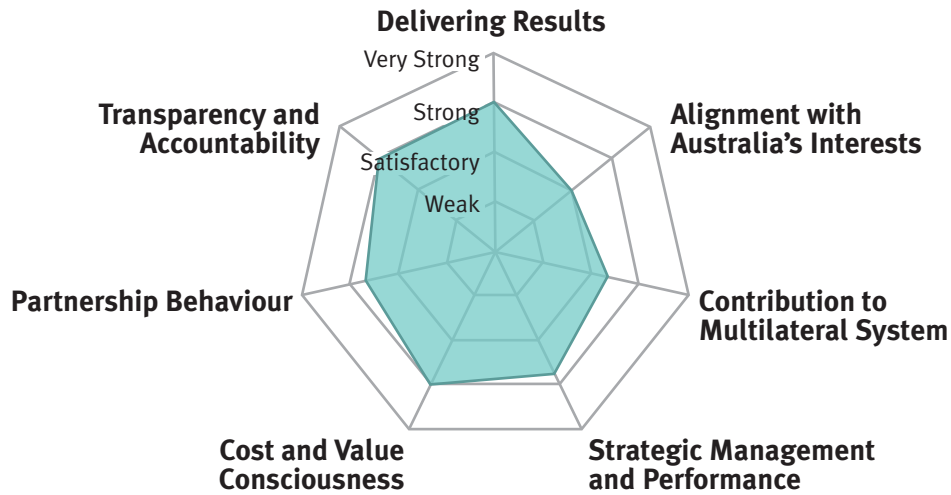 Delivering Results
Very Strong
Strong
Satisfactory
Weak
Transparency and
Accountability
Alignment with
Australia’s Interests
Partnership Behaviour
Contribution to
Multilateral System
Cost and Value
Consciousness
Strategic Management
and Performance